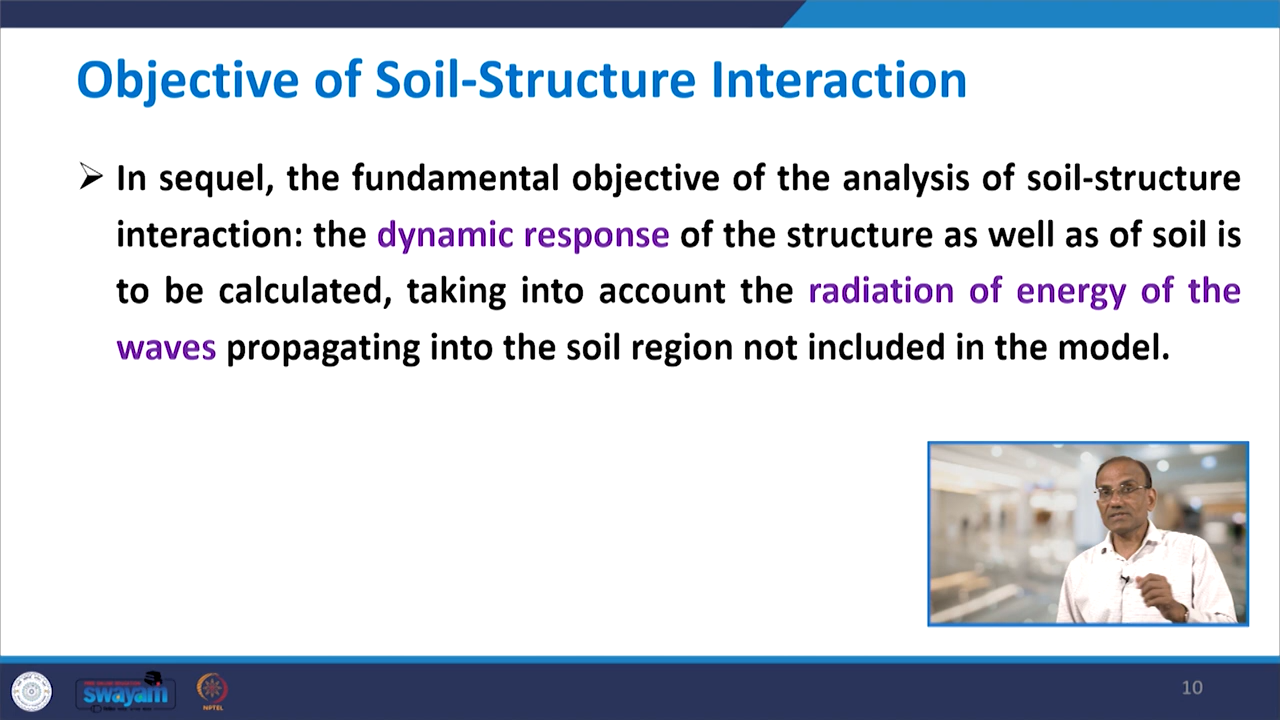 Objective of Soil-Structure Interaction
➢ In sequel, the fundamental objective of the analysis of soil-structure
interaction: the dynamic response of the structure as well as of soil is
to be calculated, taking into account the radiation of energy of the
waves propagating into the soil region not included in the model.
swayam
NPTEL
10